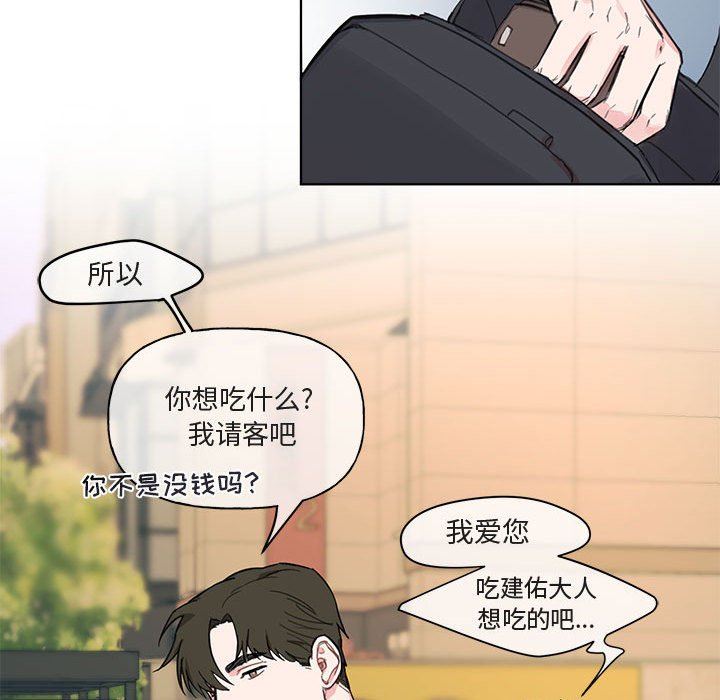 所以
你想吃什么?
我请客吧
你不是没钱吗?
我爱您
吃建佑大人
想吃的吧...